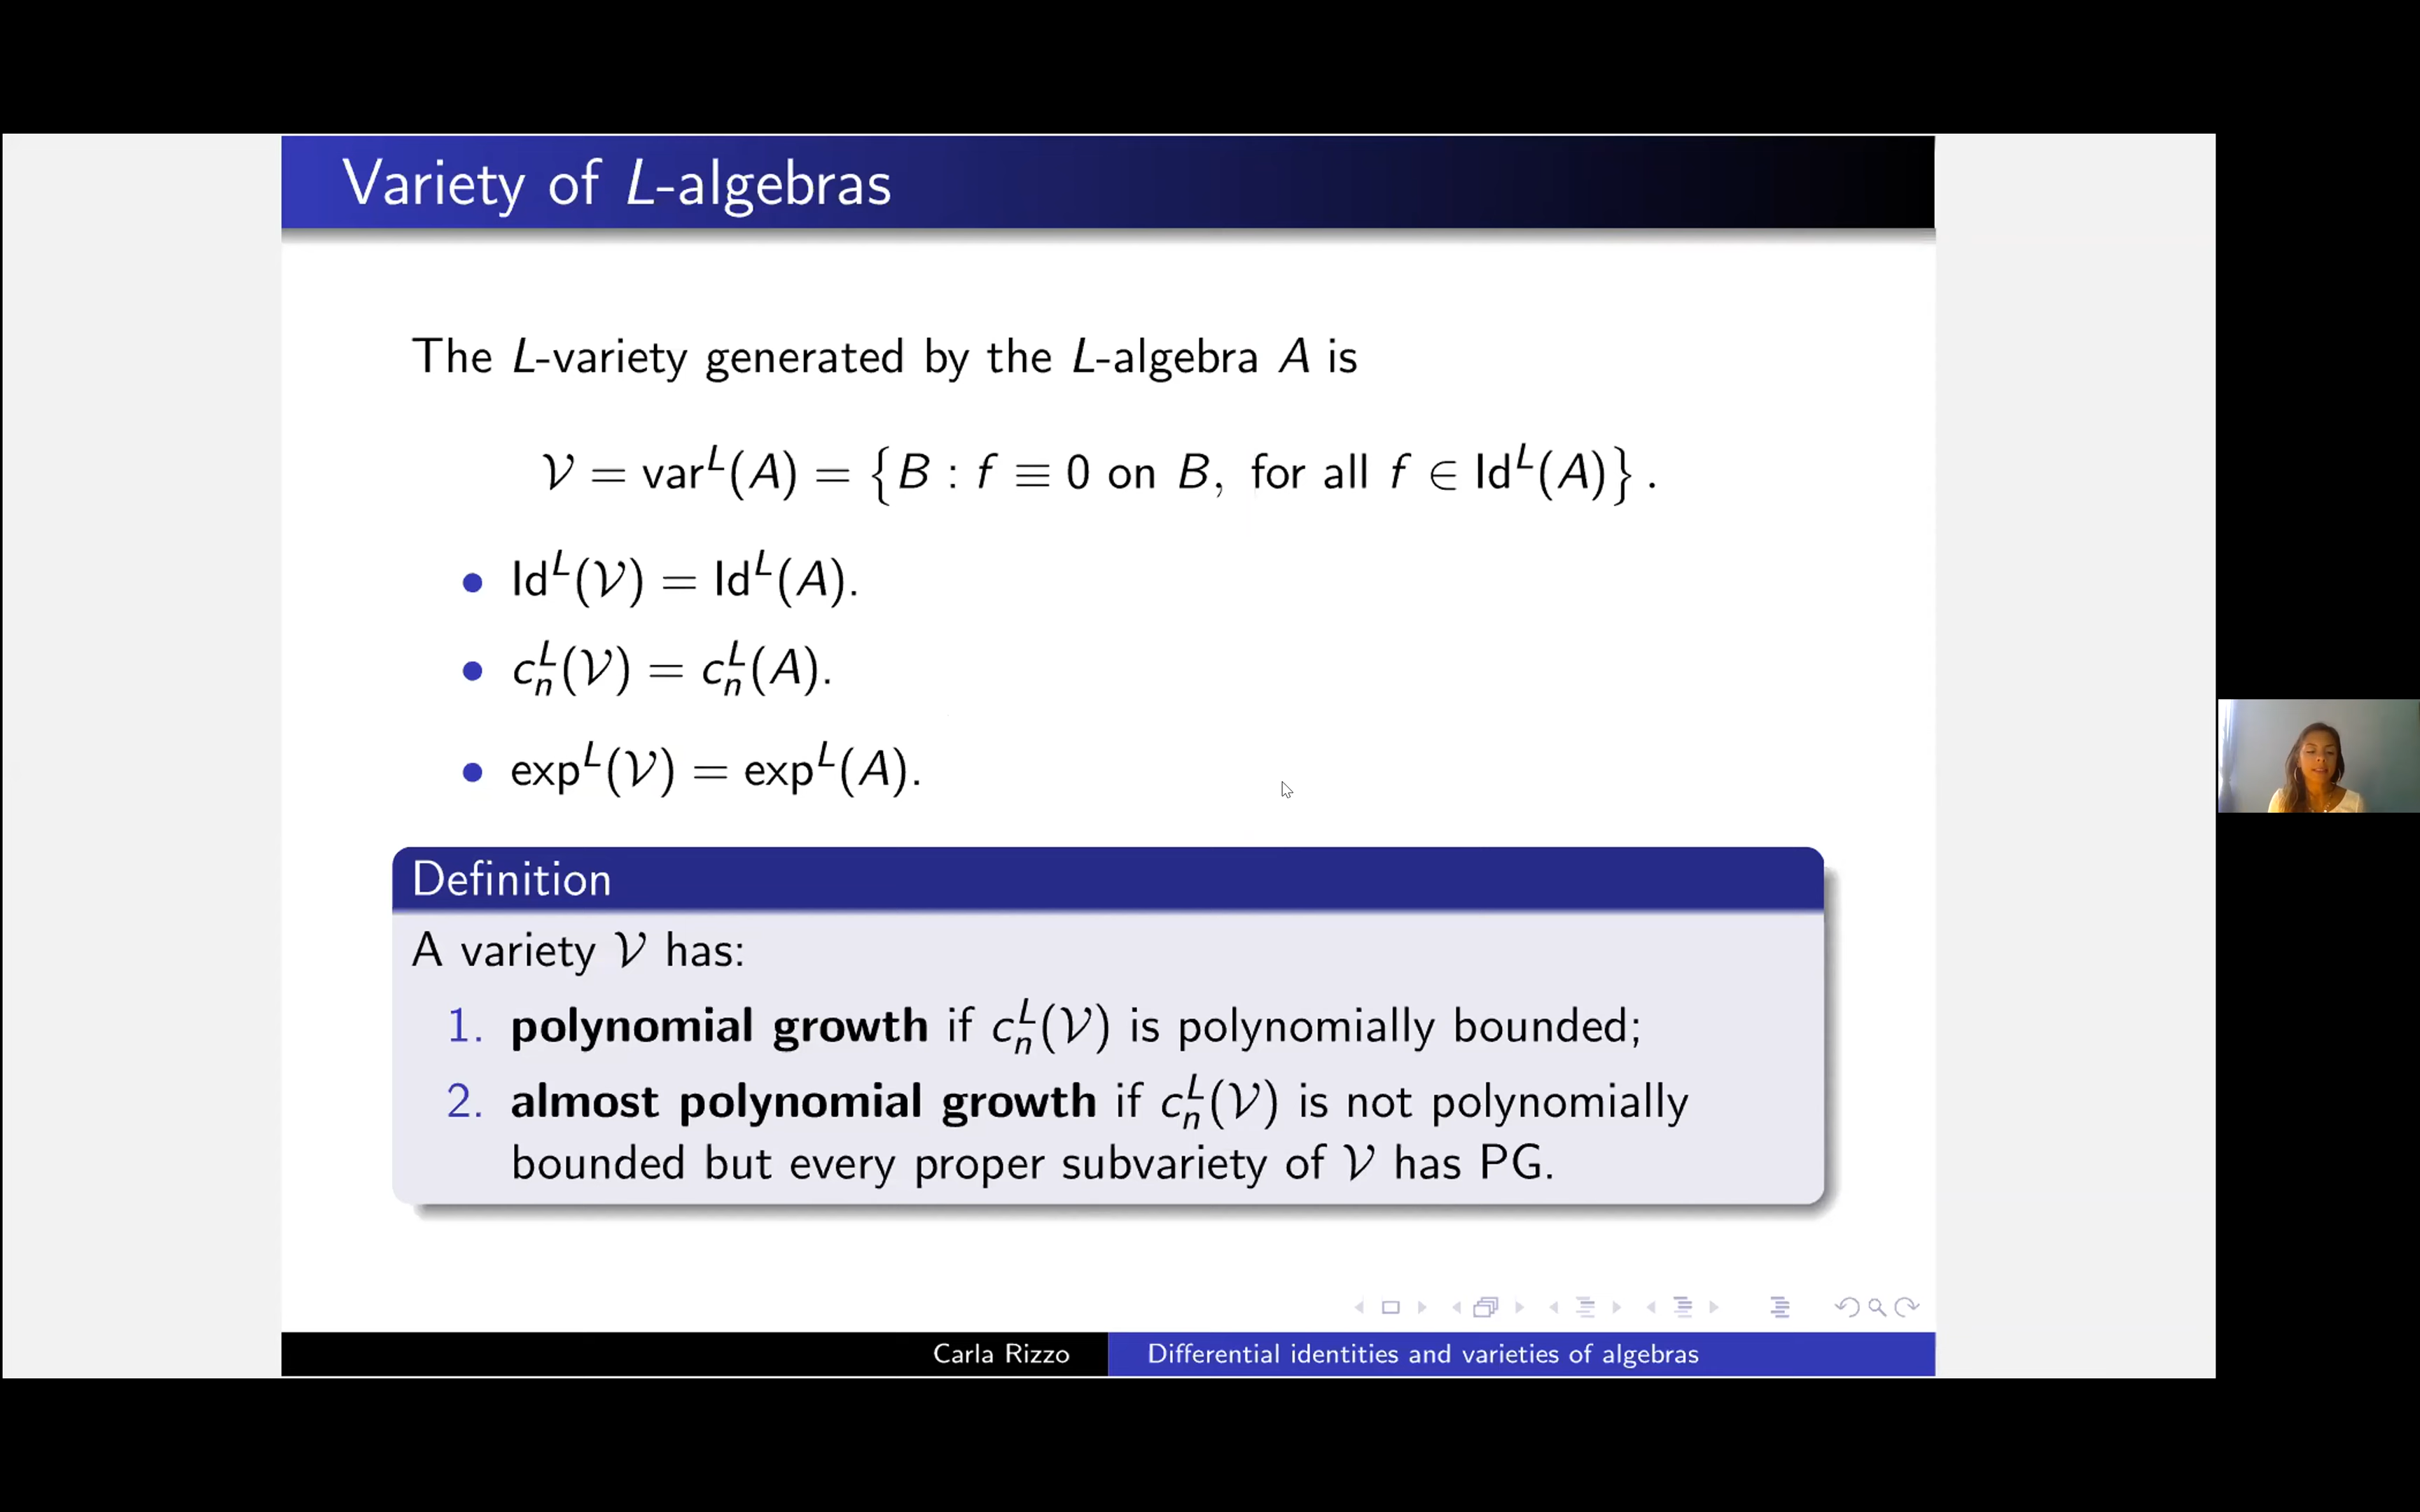 Variety of L-algebras
The L-variety generated by the L-algebra A is
𝒱 = var^L(A) = {B : f ≡ 0 on B, for all f ∈ Id^L(A)} .
• Id^L(𝒱) = Id^L(A).
• c_n^L(𝒱) = c_n^L(A).
• exp^L(𝒱) = exp^L(A).
Definition
A variety 𝒱 has:
1. polynomial growth if c_n^L(𝒱) is polynomially bounded;
2. almost polynomial growth if c_n^L(𝒱) is not polynomially
bounded but every proper subvariety of 𝒱 has PG.
Carla Rizzo
Differential identities and varieties of algebras